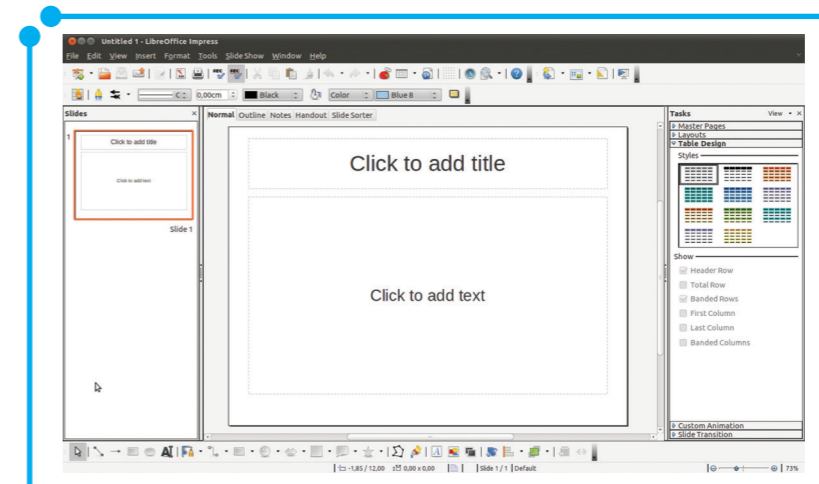 Untitled 1 - LibreOffice Impress
File Edit View Insert Format Tools Slide Show Window Help
0,00cm Black Color Blue 8
Slides
Normal Outline Notes Handout Slide Sorter
Tasks View
1
Click to add title
Click to add text
Slide 1
Click to add title
Click to add text
Master Pages
Layouts
Table Design
Styles
Show
Header Row
Total Row
Banded Rows
First Column
Last Column
Banded Columns
Custom Animation
Slide Transition
-1,85 / 12,00 0,00 x 0,00 Slide 1 / 1 Default 73%